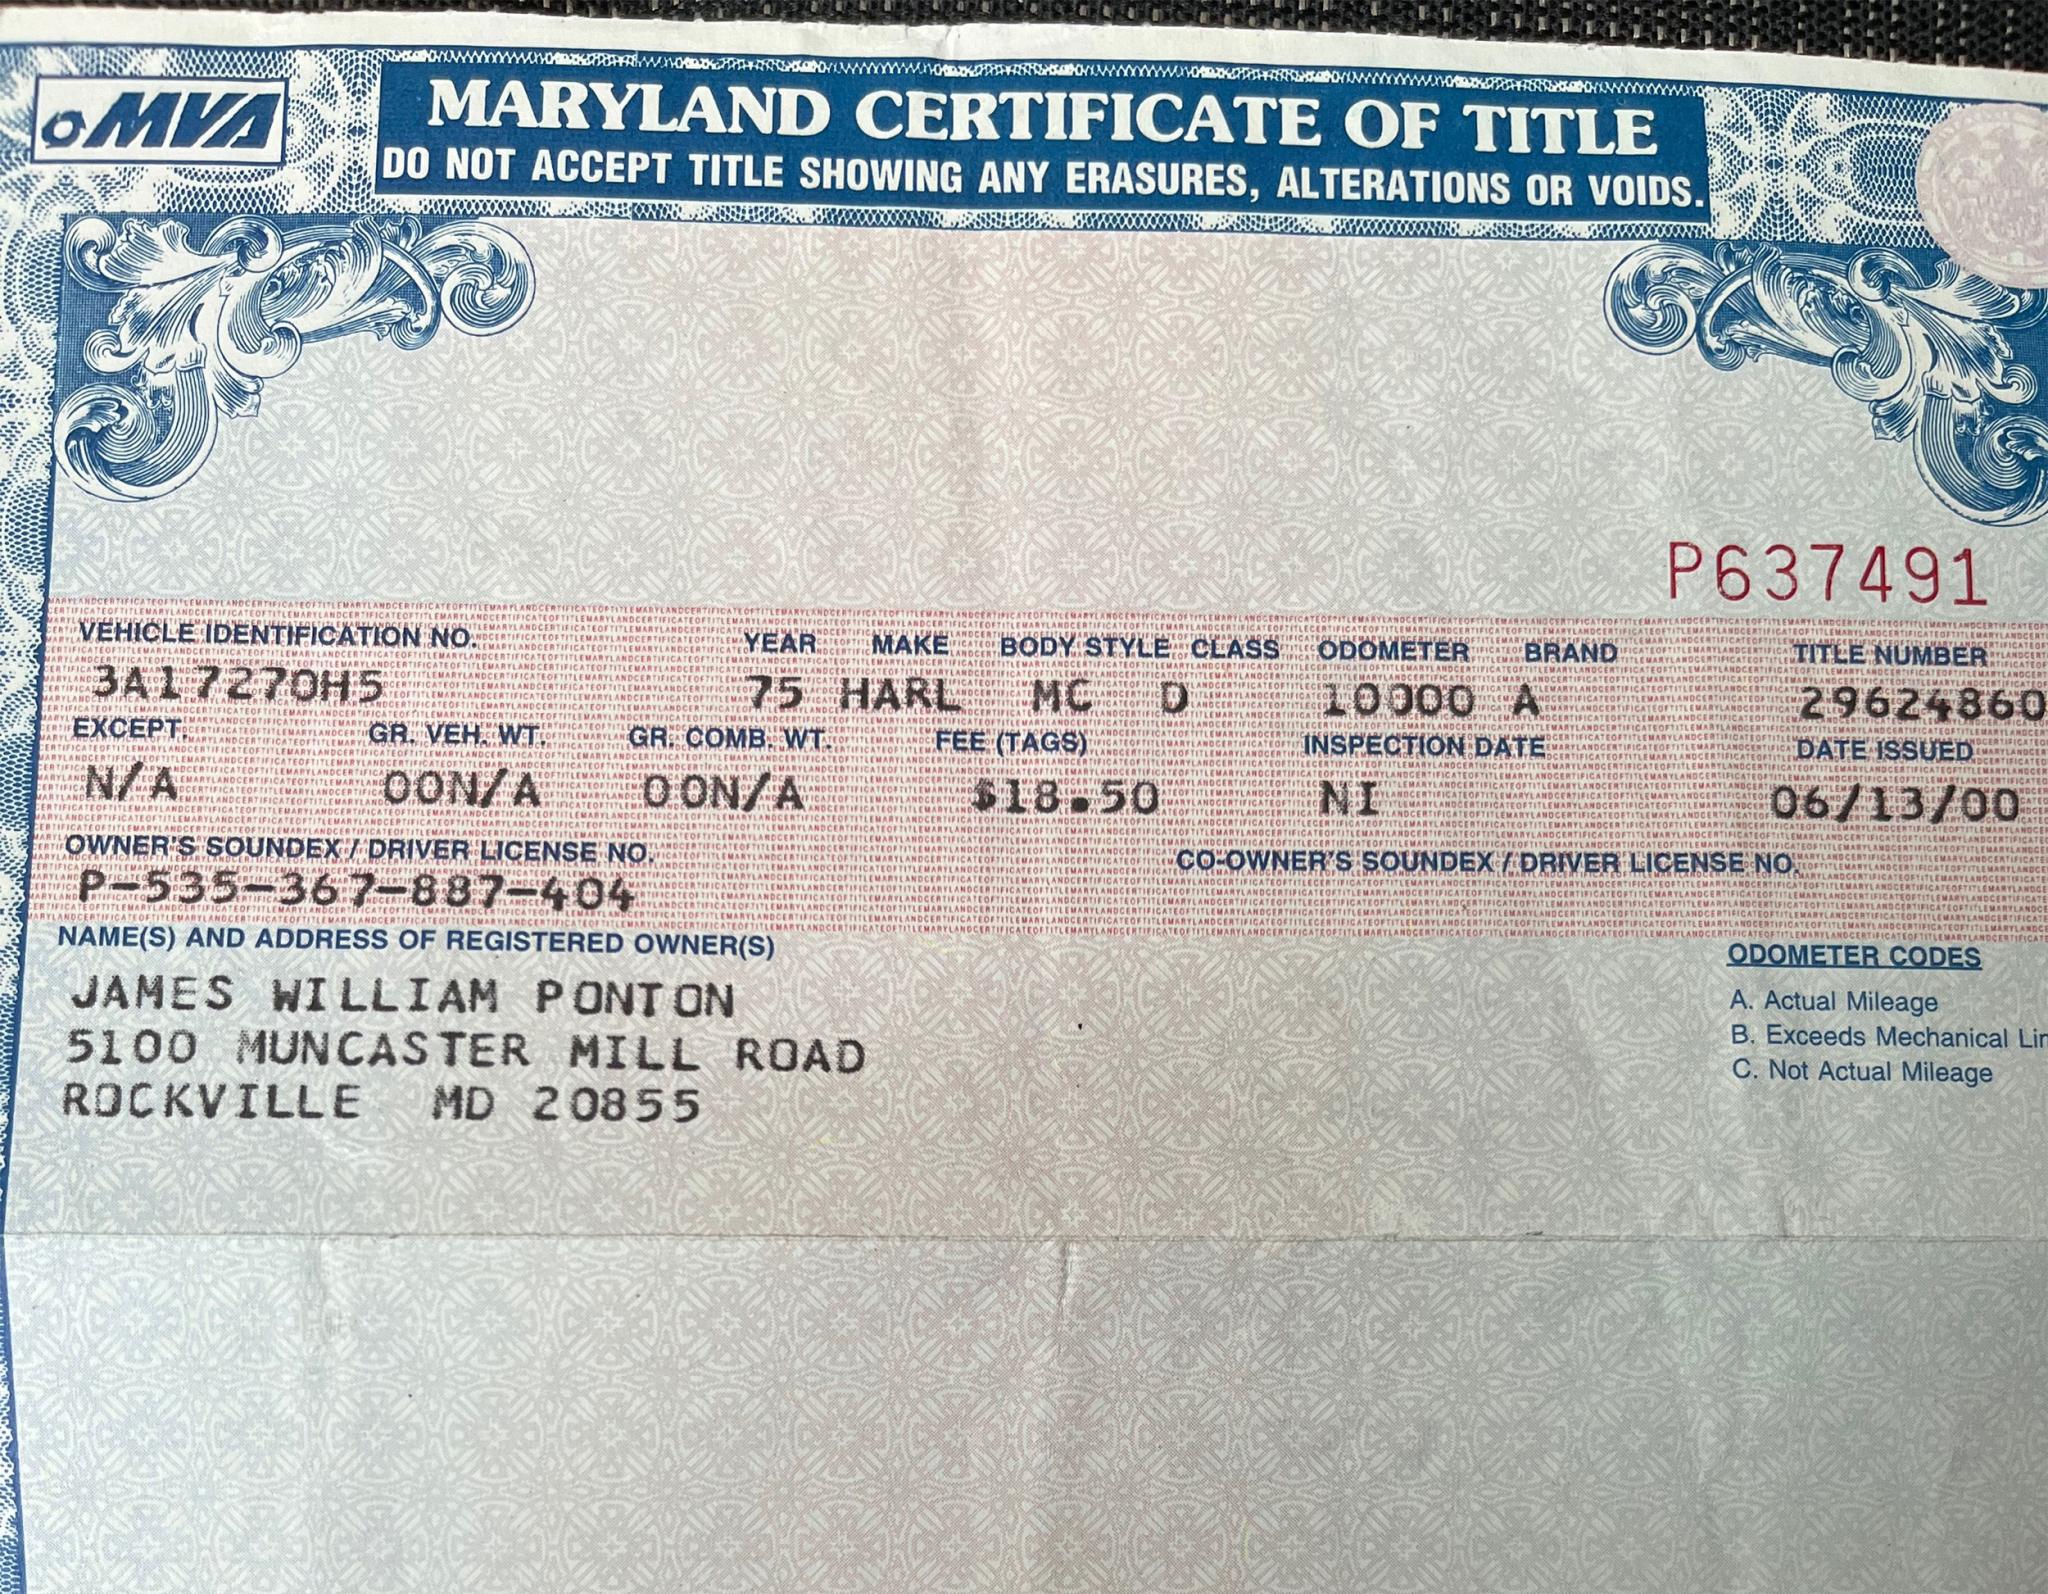 MVA
MARYLAND CERTIFICATE OF TITLE
DO NOT ACCEPT TITLE SHOWING ANY ERASURES, ALTERATIONS OR VOIDS.
P637491
VEHICLE IDENTIFICATION NO. YEAR MAKE BODY STYLE CLASS ODOMETER BRAND TITLE NUMBER
3A17270H5 75 HARL MC D 10000 A 29624860
EXCEPT. GR. VEH. WT. GR. COMB. WT. FEE (TAGS) INSPECTION DATE DATE ISSUED
N/A 00N/A 00N/A $18.50 NI 06/13/00
OWNER'S SOUNDEX / DRIVER LICENSE NO. CO-OWNER'S SOUNDEX / DRIVER LICENSE NO.
P-535-367-887-404
NAME(S) AND ADDRESS OF REGISTERED OWNER(S) ODOMETER CODES
JAMES WILLIAM PONTON A. Actual Mileage
5100 MUNCASTER MILL ROAD B. Exceeds Mechanical
ROCKVILLE MD 20855 C. Not Actual Mileage